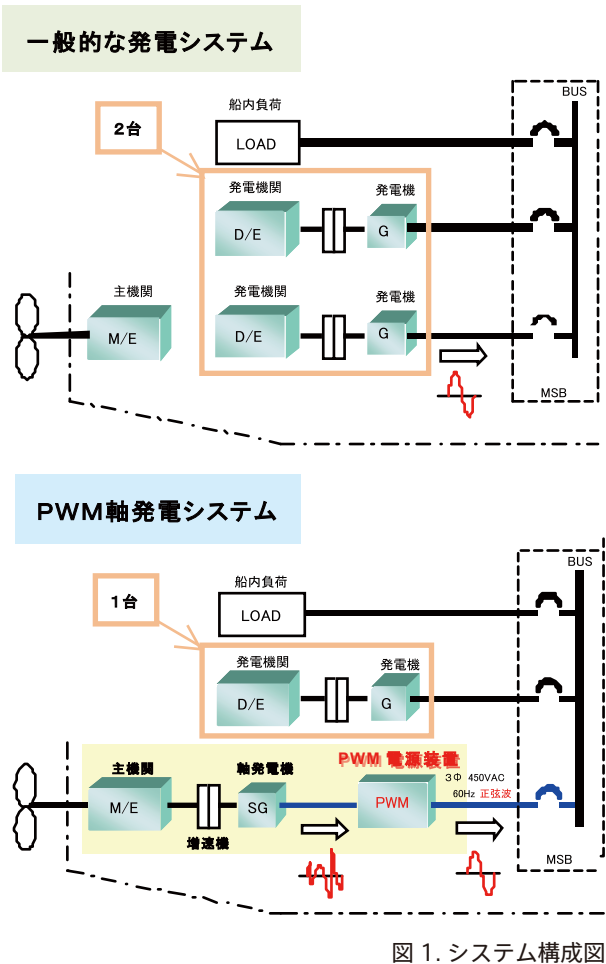 一般的な発電システム
BUS
船内負荷
LOAD
2台
発電機関
発電機
D/E
G
主機関
発電機関
発電機
M/E
D/E
G
MSB
PWM軸発電システム
BUS
船内負荷
1台
LOAD
発電機関
発電機
D/E
G
PWM 電源装置
主機関
軸発電機
3Φ 450VAC
60Hz 正弦波
M/E
SG
PWM
増速機
MSB
図 1. システム構成図